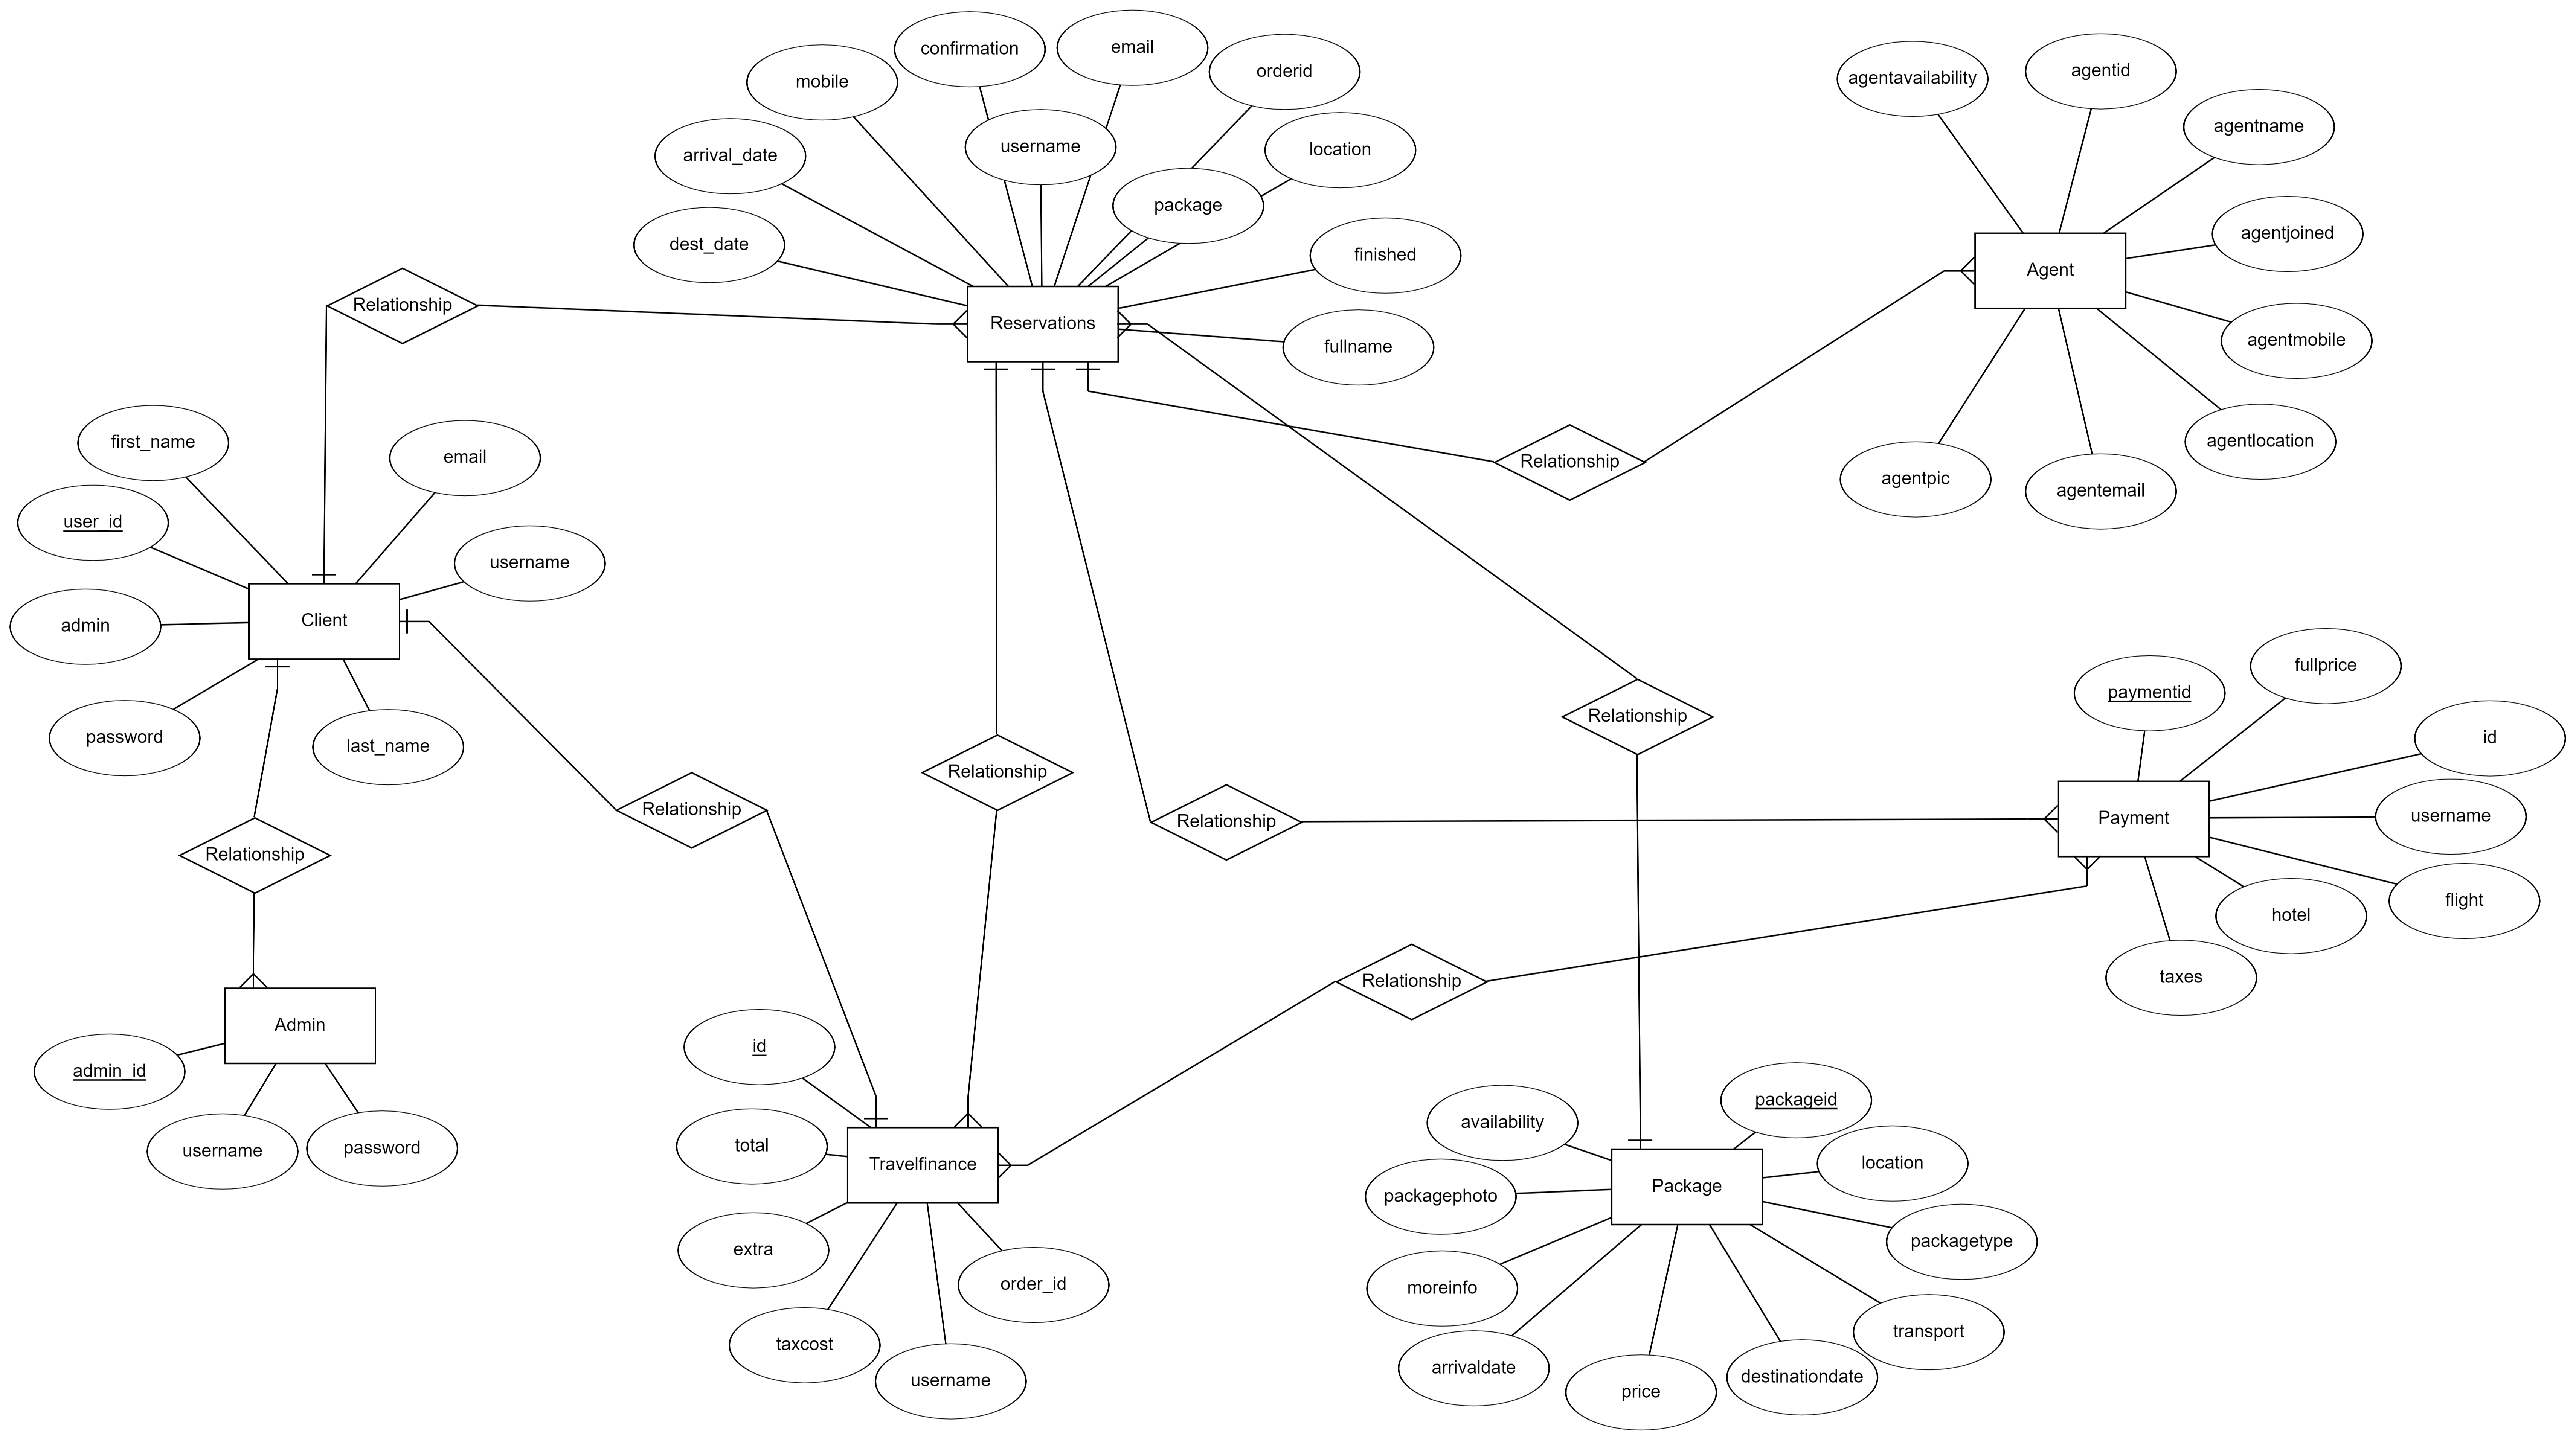 confirmation
email
orderid
mobile
username
location
arrival_date
package
dest_date
finished
Relationship
Reservations
fullname
agentavailability
agentid
agentname
agentjoined
Agent
agentmobile
agentlocation
agentpic
agentemail
Relationship
first_name
email
user_id
username
admin
Client
password
last_name
Relationship
Relationship
Relationship
Relationship
Relationship
paymentid
fullprice
id
Payment
username
flight
hotel
taxes
Relationship
Admin
admin_id
username
password
id
total
Travelfinance
extra
order_id
taxcost
username
availability
packageid
location
packagephoto
Package
packagetype
moreinfo
transport
arrivaldate
price
destinationdate